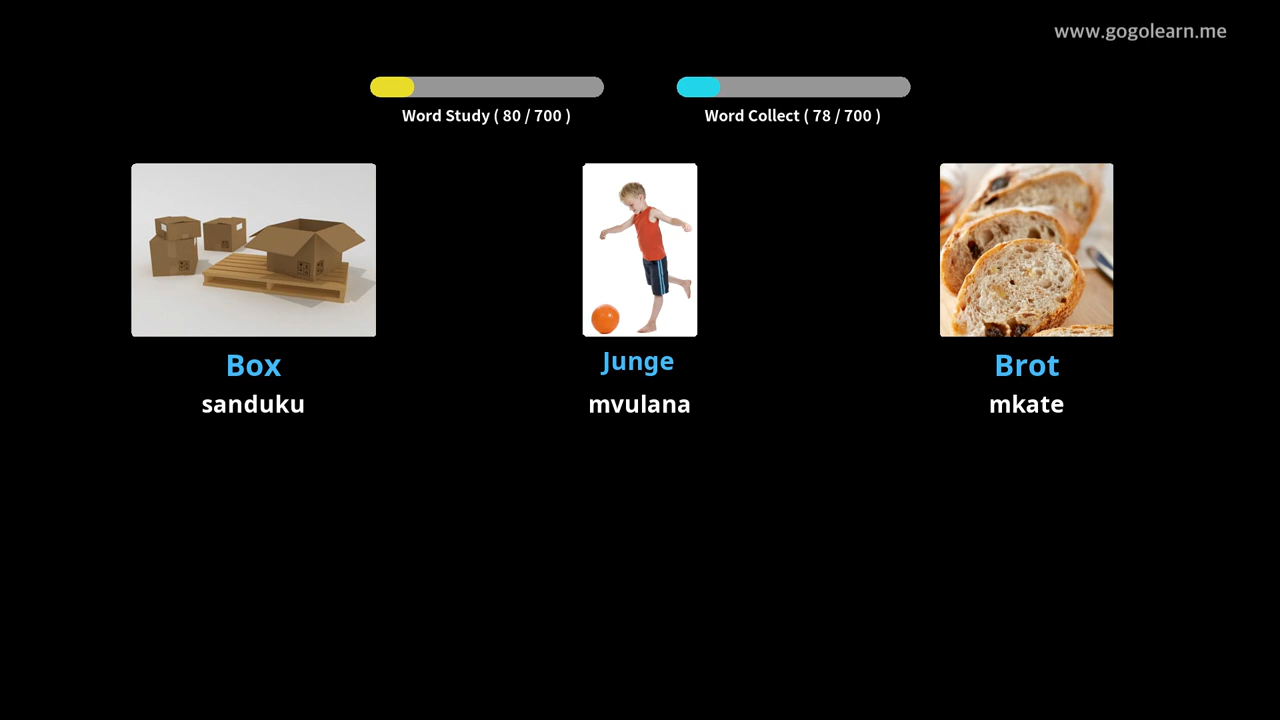 www.gogolearn.me
Word Study ( 80 / 700 )
Word Collect ( 78 / 700 )
Box
Junge
Brot
sanduku
mvulana
mkate